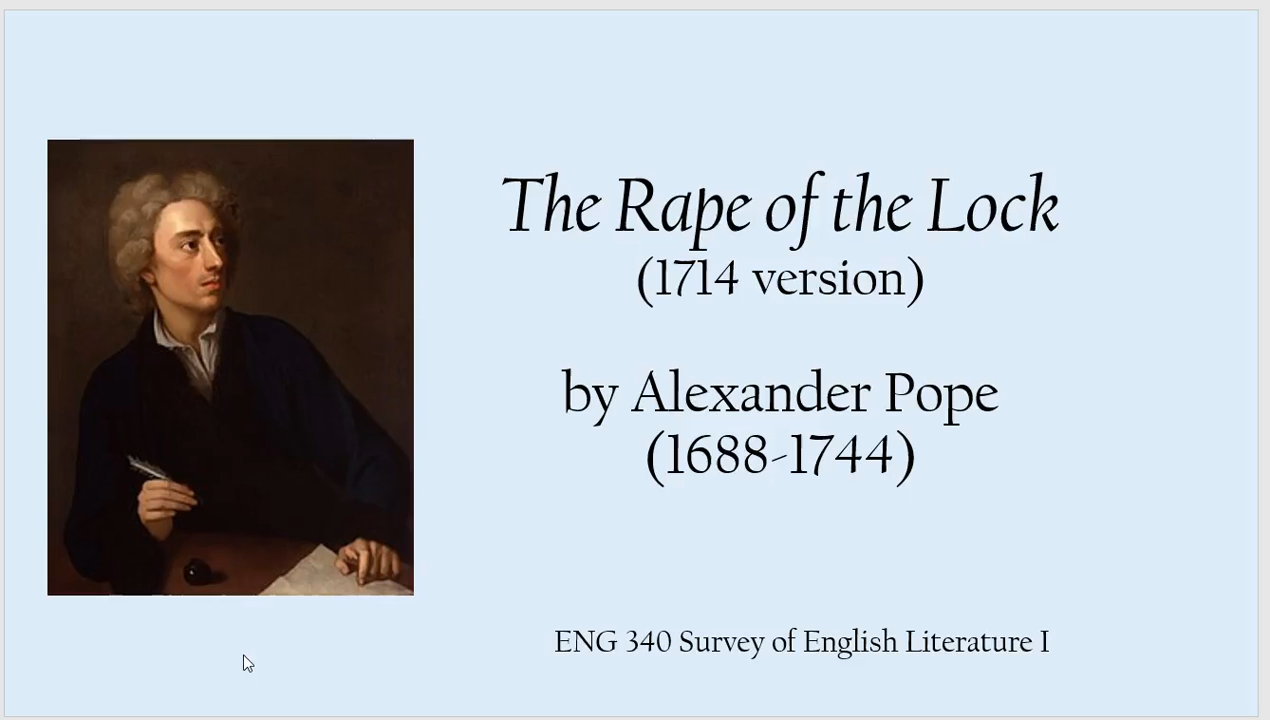 The Rape of the Lock
(1714 version)
by Alexander Pope
(1688-1744)
ENG 340 Survey of English Literature I